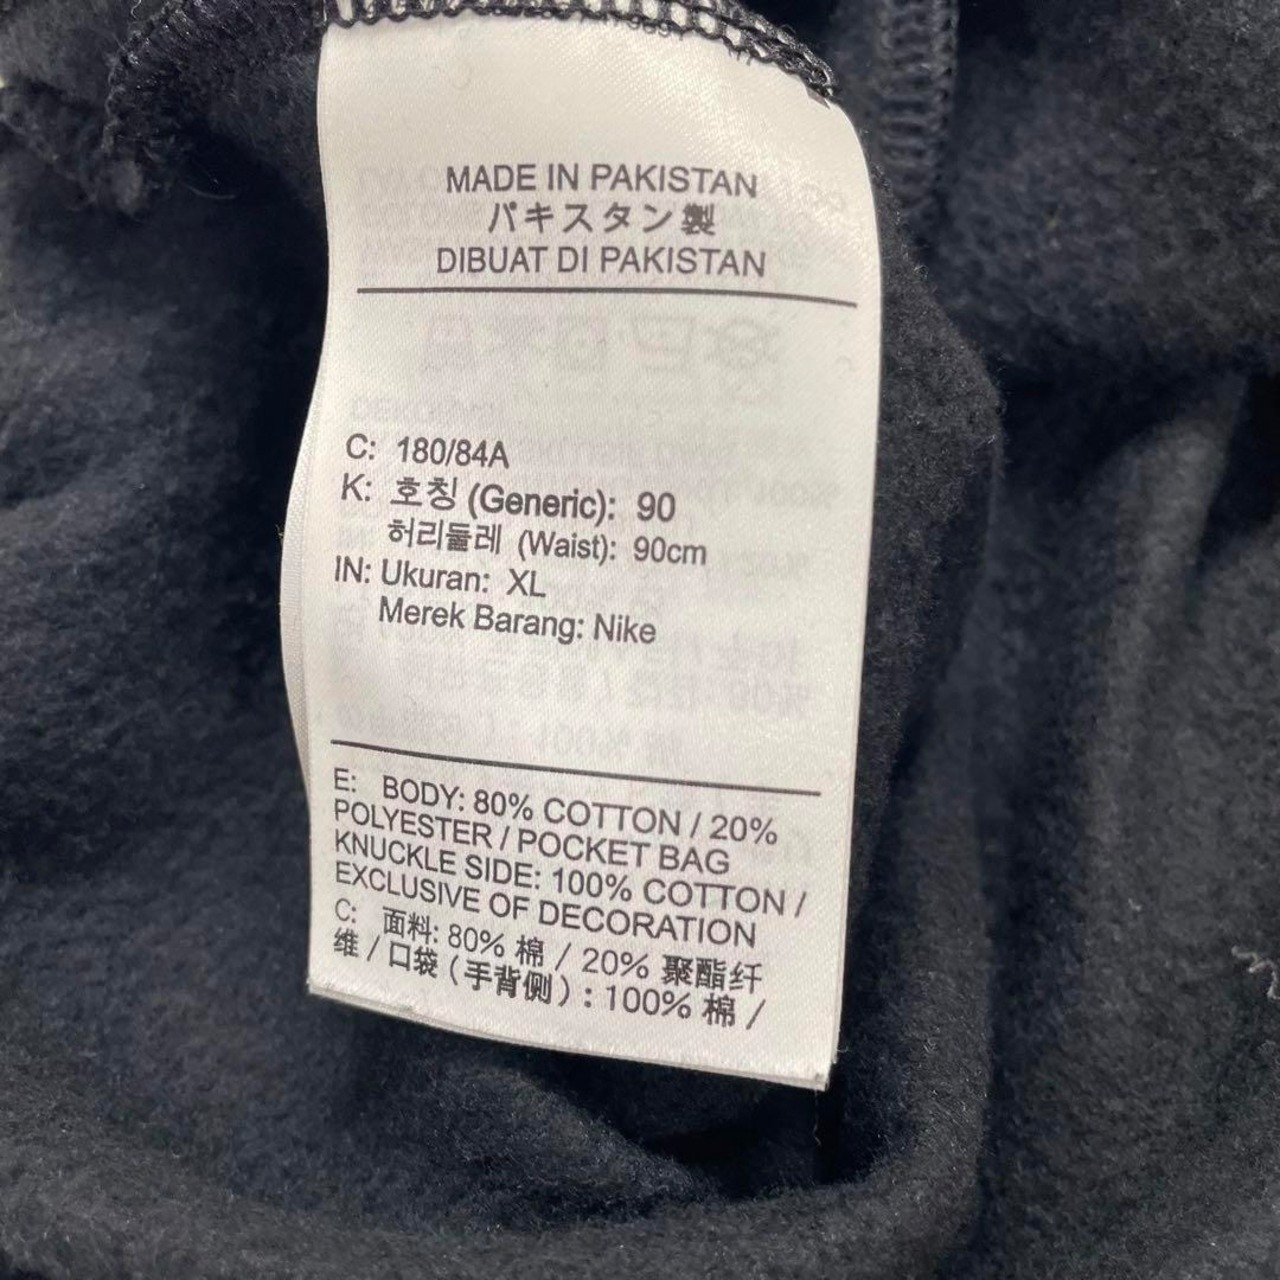 MADE IN PAKISTAN
パキスタン製
DIBUAT DI PAKISTAN
C: 180/84A
K: 호칭 (Generic): 90
허리둘레 (Waist): 90cm
IN: Ukuran: XL
Merek Barang: Nike
E: BODY: 80% COTTON / 20%
POLYESTER / POCKET BAG
KNUCKLE SIDE: 100% COTTON /
EXCLUSIVE OF DECORATION
C: 面料: 80% 棉 / 20% 聚酯纤
维 / 口袋 (手背侧) : 100% 棉 /